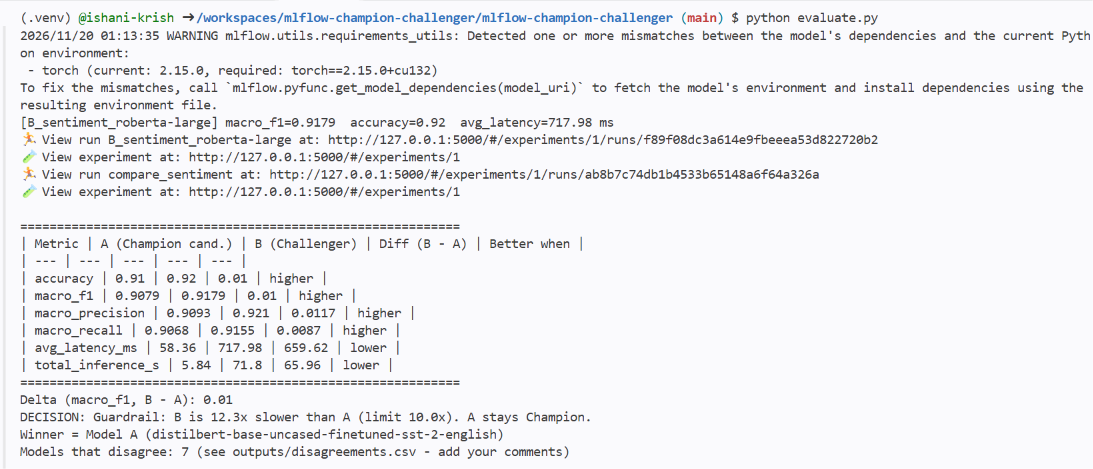 (.venv) @ishani-krish ➜/workspaces/mlflow-champion-challenger/mlflow-champion-challenger (main) $ python evaluate.py
2026/11/20 01:13:35 WARNING mlflow.utils.requirements_utils: Detected one or more mismatches between the model's dependencies and the current Pyth
on environment:
 - torch (current: 2.15.0, required: torch==2.15.0+cu132)
To fix the mismatches, call `mlflow.pyfunc.get_model_dependencies(model_uri)` to fetch the model's environment and install dependencies using the
resulting environment file.
[B_sentiment_roberta-large] macro_f1=0.9179  accuracy=0.92  avg_latency=717.98 ms
🏃 View run B_sentiment_roberta-large at: http://127.0.0.1:5000/#/experiments/1/runs/f89f08dc3a614e9fbeeea53d822720b2
🧪 View experiment at: http://127.0.0.1:5000/#/experiments/1
🏃 View run compare_sentiment at: http://127.0.0.1:5000/#/experiments/1/runs/ab8b7c74db1b4533b65148a6f64a326a
🧪 View experiment at: http://127.0.0.1:5000/#/experiments/1

============================================================
| Metric | A (Champion cand.) | B (Challenger) | Diff (B - A) | Better when |
| --- | --- | --- | --- | --- |
| accuracy | 0.91 | 0.92 | 0.01 | higher |
| macro_f1 | 0.9079 | 0.9179 | 0.01 | higher |
| macro_precision | 0.9093 | 0.921 | 0.0117 | higher |
| macro_recall | 0.9068 | 0.9155 | 0.0087 | higher |
| avg_latency_ms | 58.36 | 717.98 | 659.62 | lower |
| total_inference_s | 5.84 | 71.8 | 65.96 | lower |
============================================================
Delta (macro_f1, B - A): 0.01
DECISION: Guardrail: B is 12.3x slower than A (limit 10.0x). A stays Champion.
Winner = Model A (distilbert-base-uncased-finetuned-sst-2-english)
Models that disagree: 7 (see outputs/disagreements.csv - add your comments)